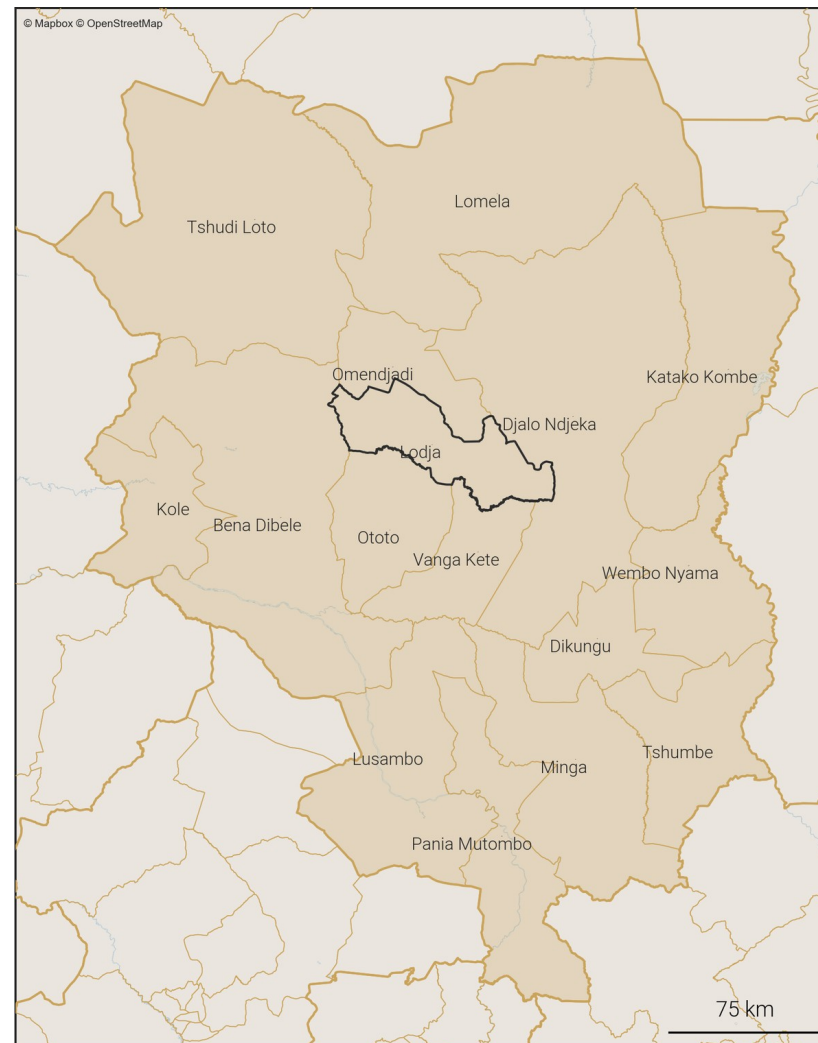 © Mapbox © OpenStreetMap
Lomela
Tshudi Loto
Omendjadi
Katako Kombe
Djalo Ndjeka
Lodja
Kole
Bena Dibele
Ototo
Vanga Kete
Wembo Nyama
Dikungu
Tshumbe
Lusambo
Minga
Pania Mutombo
75 km